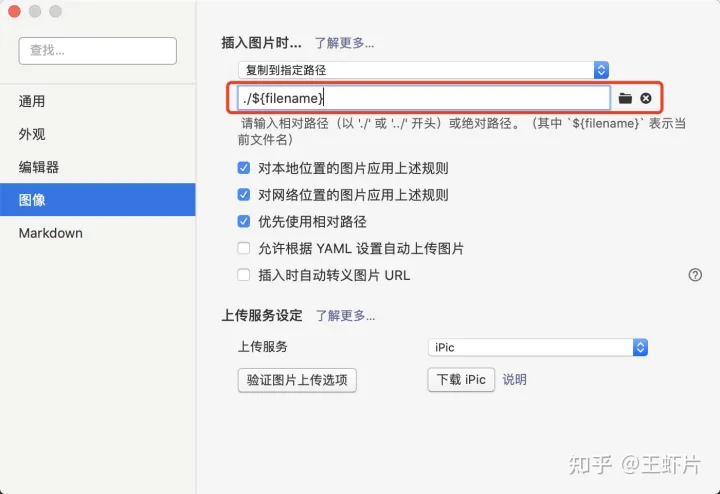 查找...
通用
外观
编辑器
图像
Markdown
插入图片时... 了解更多...
复制到指定路径
./${filename}
请输入相对路径（以 './' 或 '../' 开头）或绝对路径。（其中 `${filename}` 表示当
前文件名）
对本地位置的图片应用上述规则
对网络位置的图片应用上述规则
优先使用相对路径
允许根据 YAML 设置自动上传图片
插入时自动转义图片 URL
上传服务设定 了解更多...
上传服务 iPic
验证图片上传选项 下载 iPic 说明
知乎 @王虾片